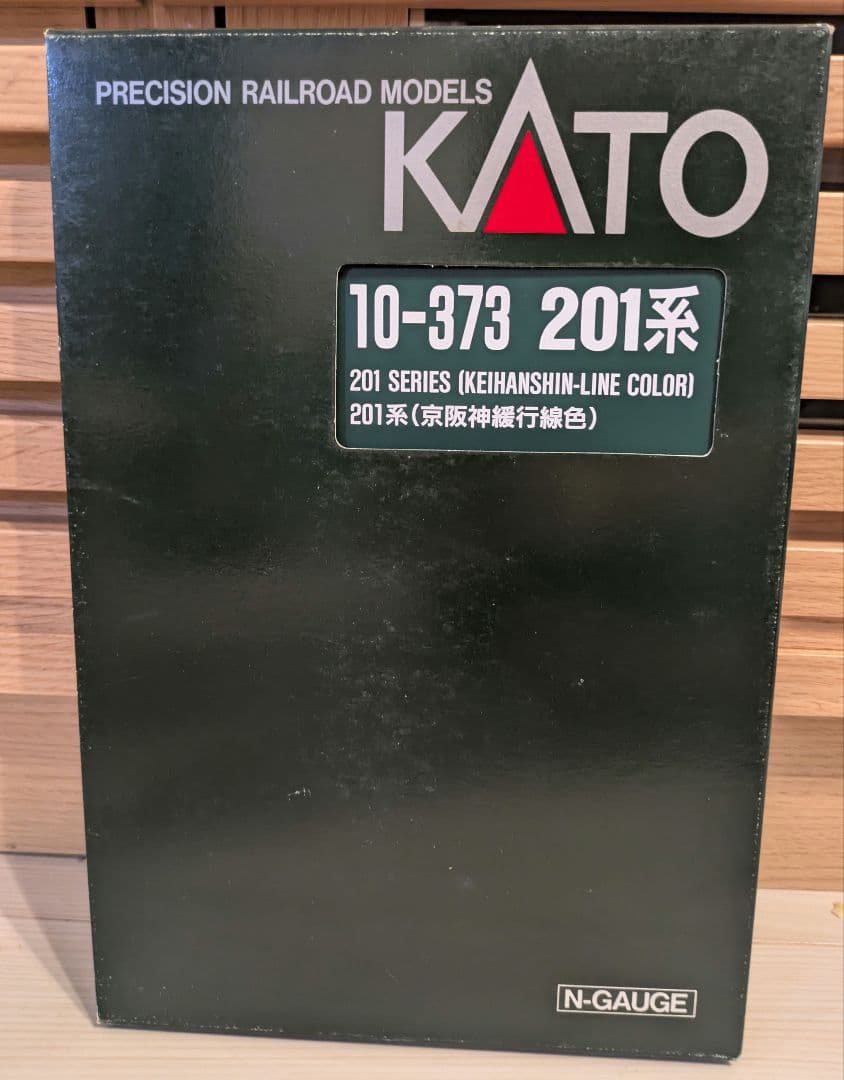 PRECISION RAILROAD MODELS
KATO
10-373 201系
201 SERIES (KEIHANSHIN-LINE COLOR)
201系(京阪神緩行線色)
N-GAUGE